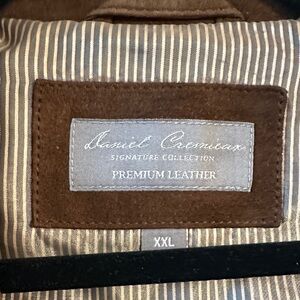 Daniel Cremieux
SIGNATURE COLLECTION
PREMIUM LEATHER
XXL